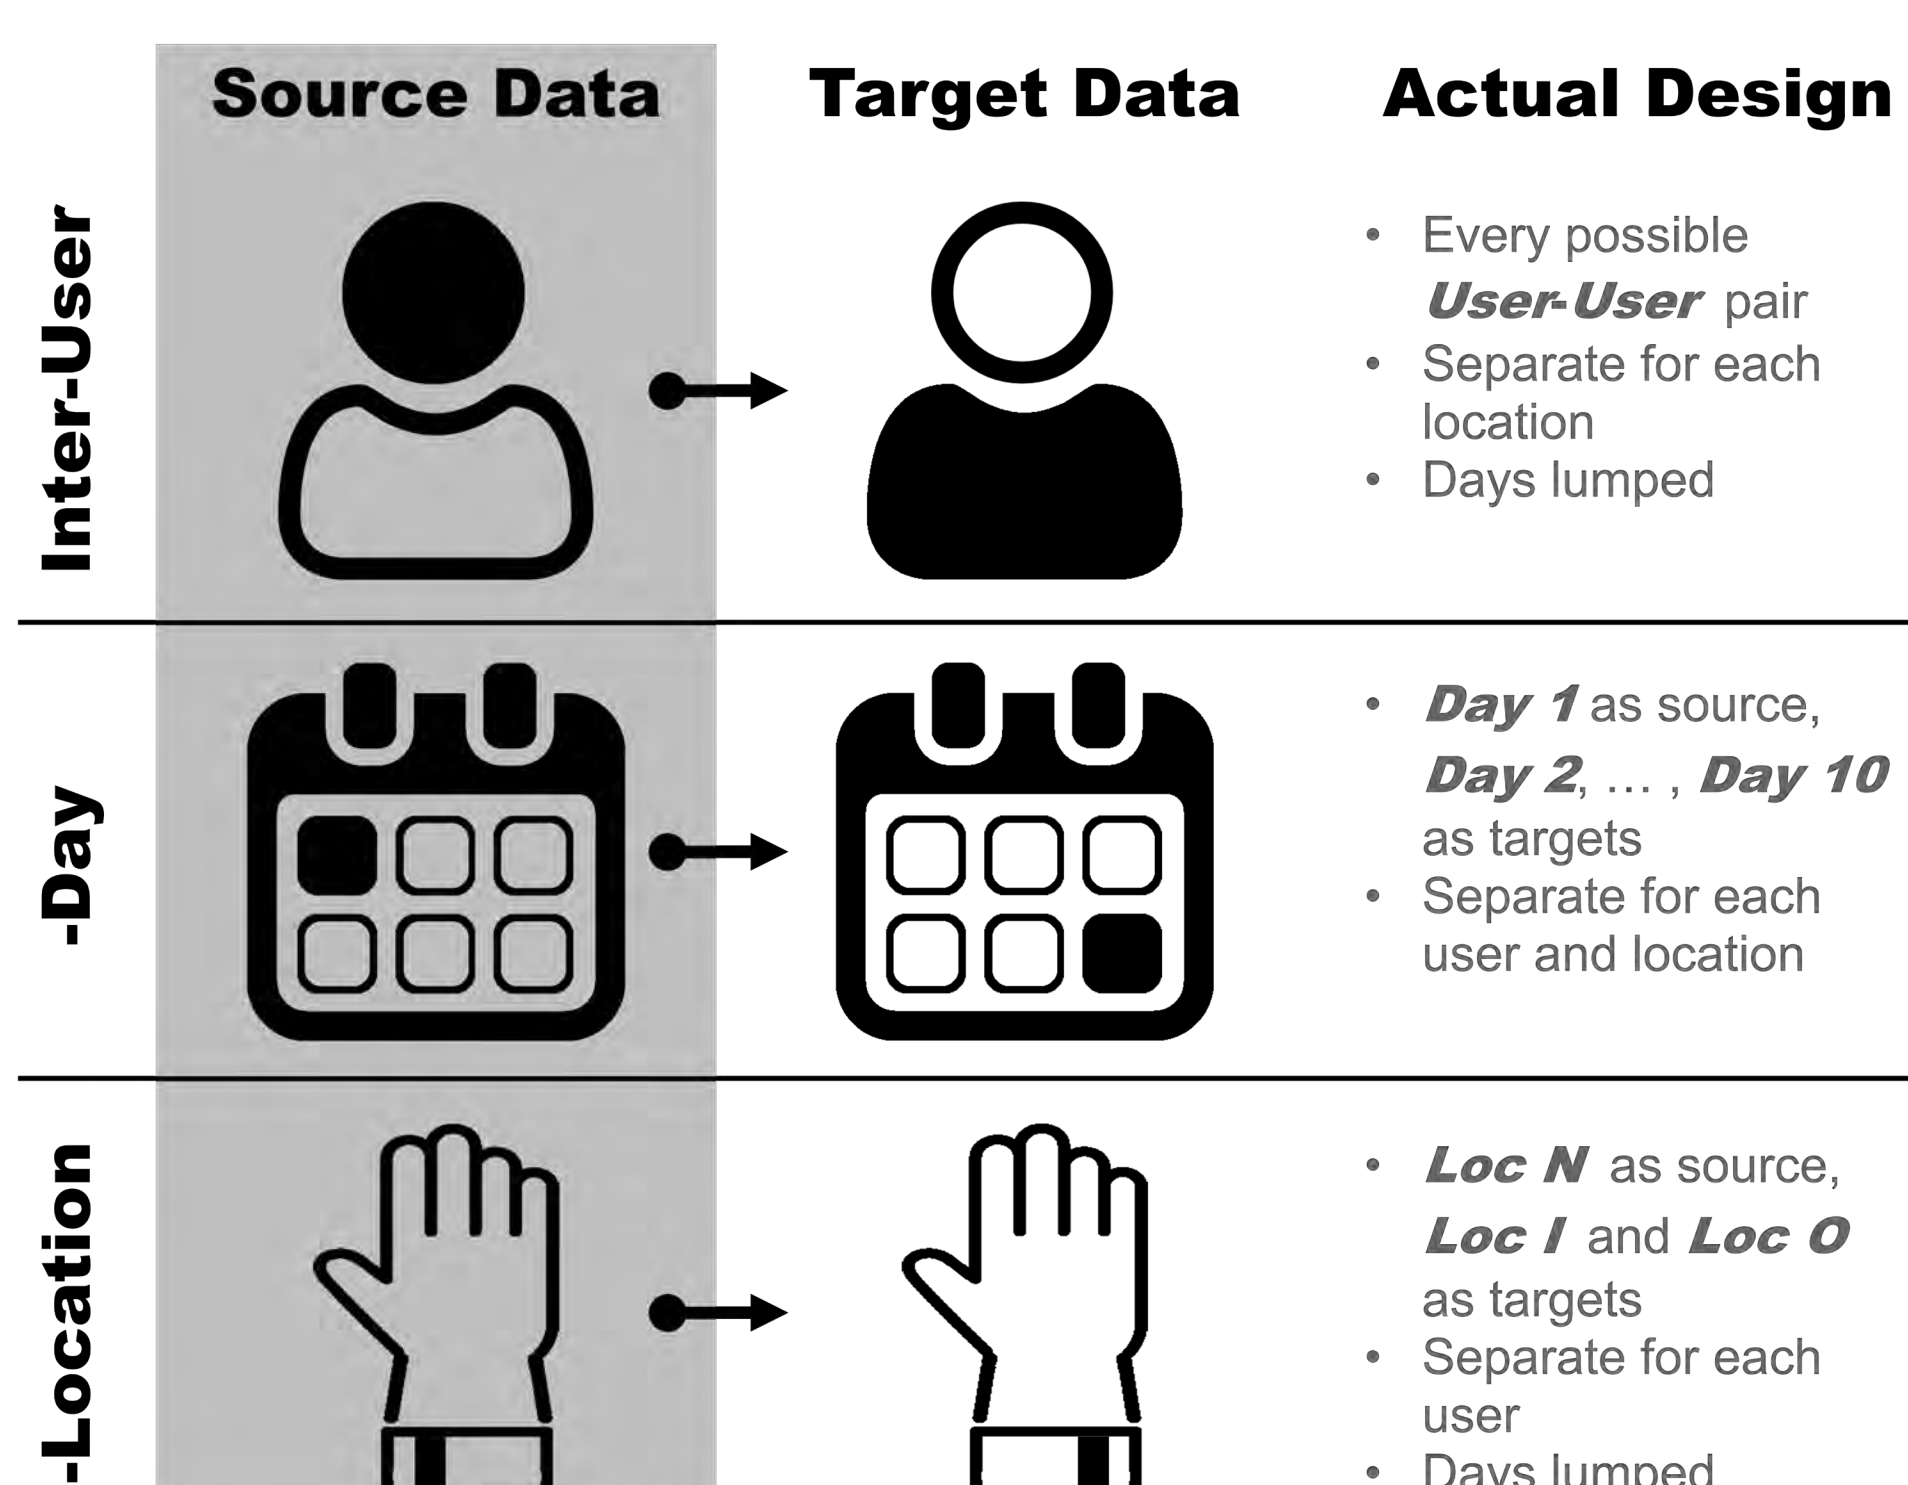 Source Data
Target Data
Actual Design
Inter-User
• Every possible
User-User pair
• Separate for each
location
• Days lumped
-Day
• Day 1 as source,
Day 2, ... , Day 10
as targets
• Separate for each
user and location
-Location
• Loc N as source,
Loc I and Loc O
as targets
• Separate for each
user
• Days lumped